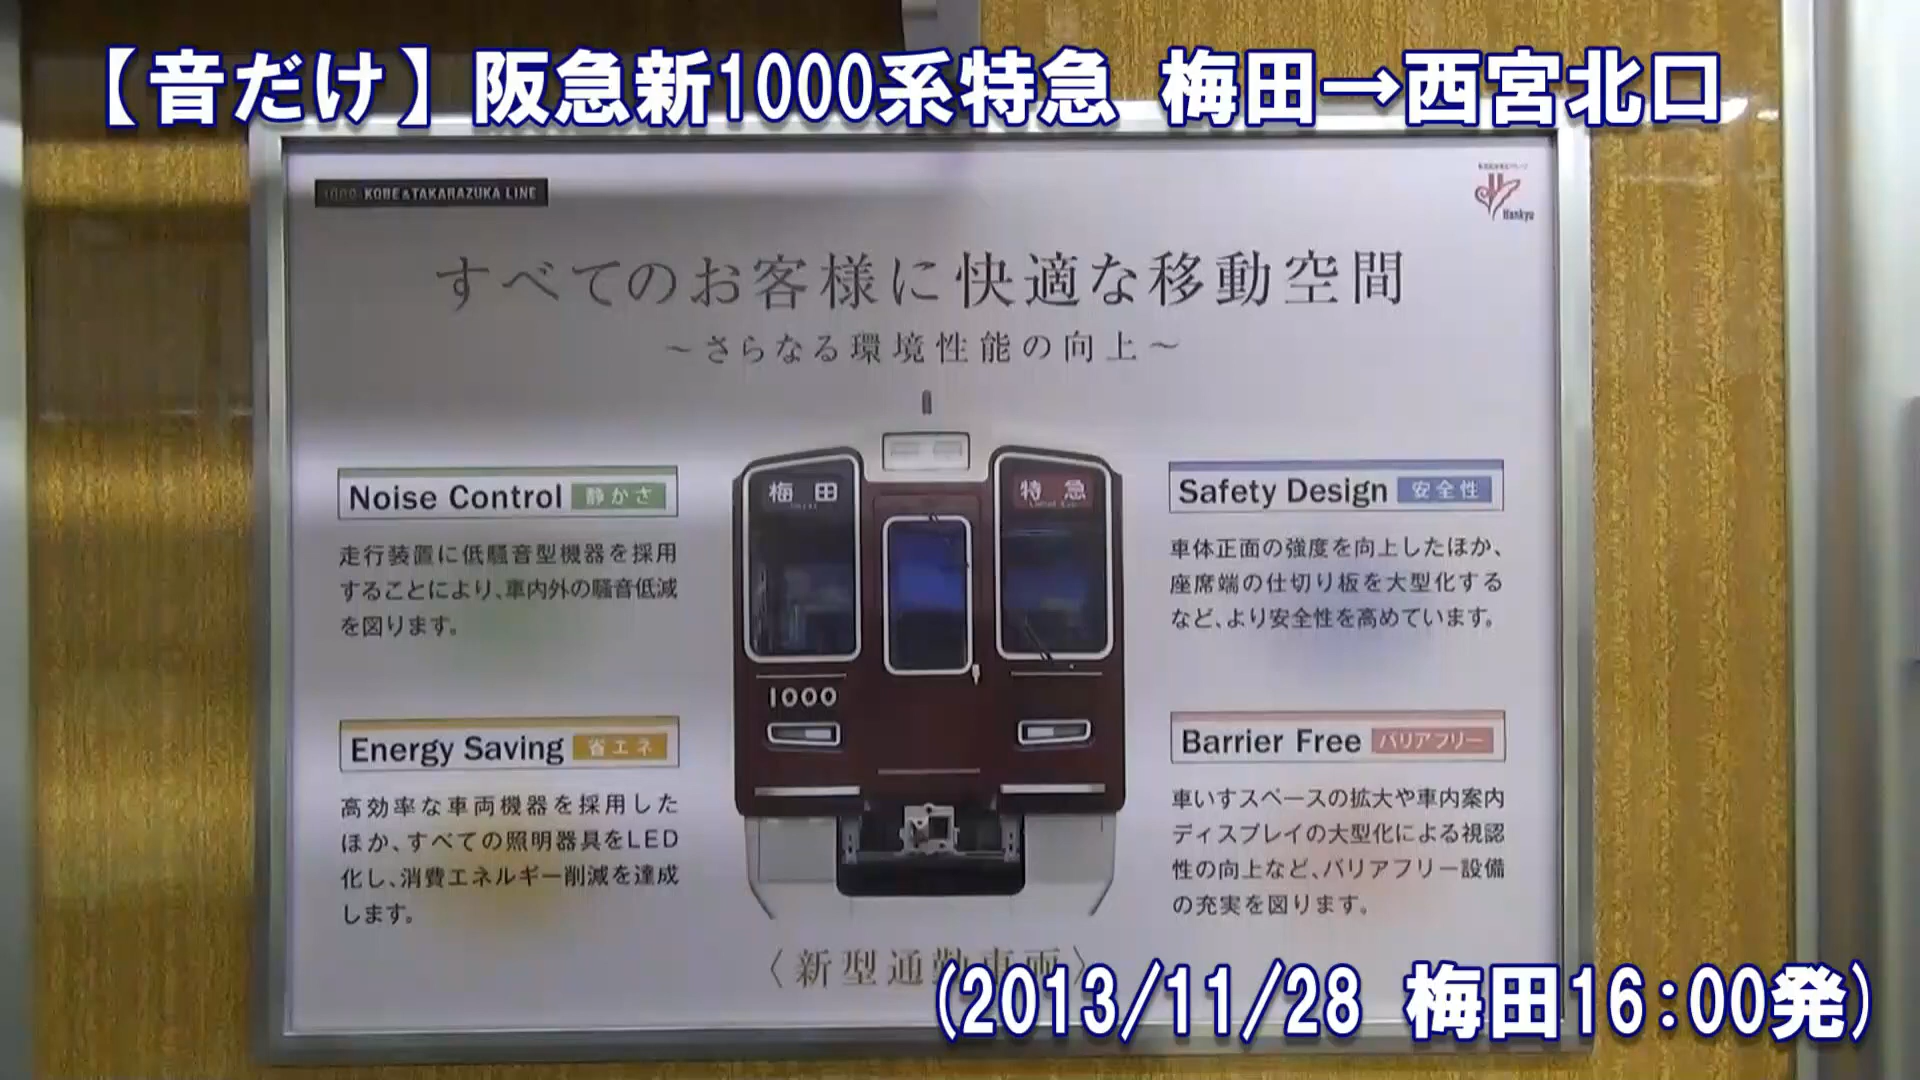 【音だけ】阪急新1000系特急 梅田→西宮北口
1000 KOBE&TAKARAZUKA LINE
Hankyu
すべてのお客様に快適な移動空間
～さらなる環境性能の向上～
Noise Control 静かさ
走行装置に低騒音型機器を採用
することにより、車内外の騒音低減
を図ります。
Energy Saving 省エネ
高効率な車両機器を採用した
ほか、すべての照明器具をLED
化し、消費エネルギー削減を達成
します。
梅田
特急
1000
Safety Design 安全性
車体正面の強度を向上したほか、
座席端の仕切り板を大型化する
など、より安全性を高めています。
Barrier Free バリアフリー
車いすスペースの拡大や車内案内
ディスプレイの大型化による視認
性の向上など、バリアフリー設備
の充実を図ります。
〈新型通勤車両〉
(2013/11/28 梅田16:00発)